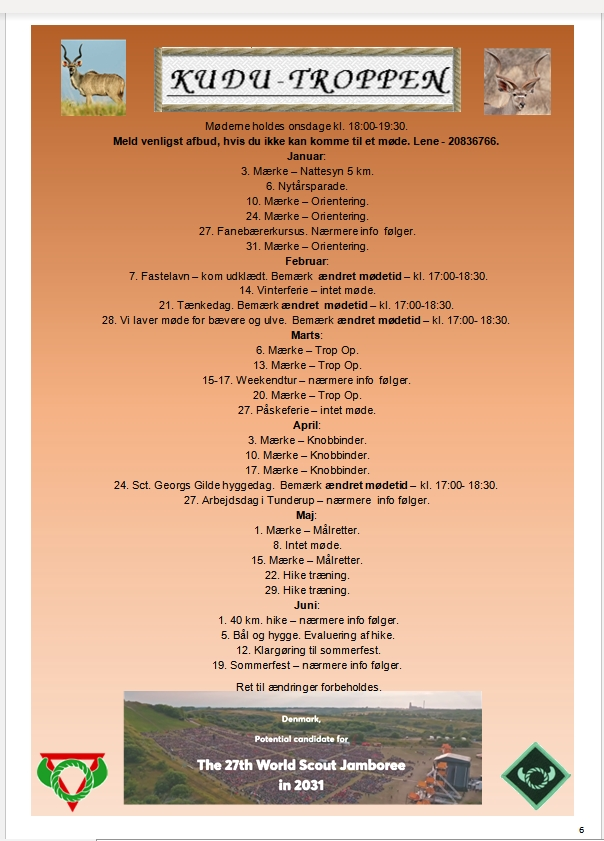 KUDU-TROPPEN
Møderne holdes onsdage kl. 18:00-19:30.
Meld venligst afbud, hvis du ikke kan komme til et møde. Lene - 20836766.
Januar:
3. Mærke – Nattesyn 5 km.
6. Nytårsparade.
10. Mærke – Orientering.
24. Mærke – Orientering.
27. Fanebærerkursus. Nærmere info følger.
31. Mærke – Orientering.
Februar:
7. Fastelavn – kom udklædt. Bemærk ændret mødetid – kl. 17:00-18:30.
14. Vinterferie – intet møde.
21. Tænkedag. Bemærk ændret mødetid – kl. 17:00-18:30.
28. Vi laver møde for bævere og ulve. Bemærk ændret mødetid – kl. 17:00- 18:30.
Marts:
6. Mærke – Trop Op.
13. Mærke – Trop Op.
15-17. Weekendtur – nærmere info følger.
20. Mærke – Trop Op.
27. Påskeferie – intet møde.
April:
3. Mærke – Knobbinder.
10. Mærke – Knobbinder.
17. Mærke – Knobbinder.
24. Sct. Georgs Gilde hyggedag. Bemærk ændret mødetid – kl. 17:00- 18:30.
27. Arbejdsdag i Tunderup – nærmere info følger.
Maj:
1. Mærke – Målretter.
8. Intet møde.
15. Mærke – Målretter.
22. Hike træning.
29. Hike træning.
Juni:
1. 40 km. hike – nærmere info følger.
5. Bål og hygge. Evaluering af hike.
12. Klargøring til sommerfest.
19. Sommerfest – nærmere info følger.
Ret til ændringer forbeholdes.
Denmark,
Potential candidate for
The 27th World Scout Jamboree
in 2031
6